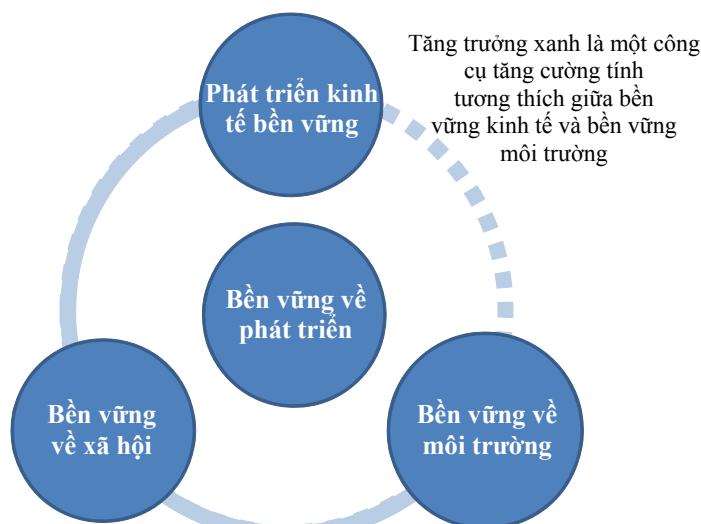 Tăng trưởng xanh là một công
cụ tăng cường tính
tương thích giữa bền
vững kinh tế và bền vững
môi trường
Phát triển kinh
tế bền vững
Bền vững về
phát triển
Bền vững
về xã hội
Bền vững về
môi trường